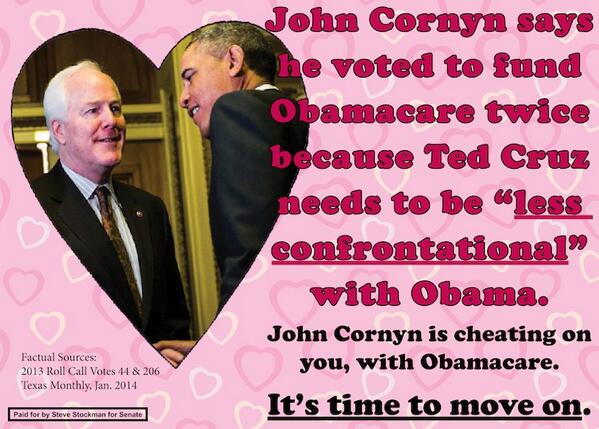 John Cornyn says
he voted to fund
Obamacare twice
because Ted Cruz
needs to be “less
confrontational”
with Obama.
John Cornyn is cheating on
you, with Obamacare.
It’s time to move on.
Factual Sources:
2013 Roll Call Votes 44 & 206
Texas Monthly, Jan. 2014
Paid for by Steve Stockman for Senate